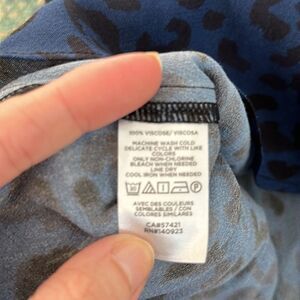 100% VISCOSE/ VISCOSA
MACHINE WASH COLD
DELICATE CYCLE WITH LIKE
COLORS
ONLY NON-CHLORINE
BLEACH WHEN NEEDED
LINE DRY
COOL IRON WHEN NEEDED
AVEC DES COULEURS
SEMBLABLES / CON
COLORES SIMILARES
CA#57421
RN#140923